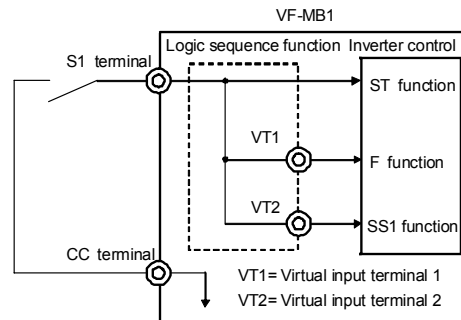 VF-MB1
Logic sequence function Inverter control
S1 terminal
ST function
VT1
F function
VT2
SS1 function
CC terminal
VT1= Virtual input terminal 1
VT2= Virtual input terminal 2